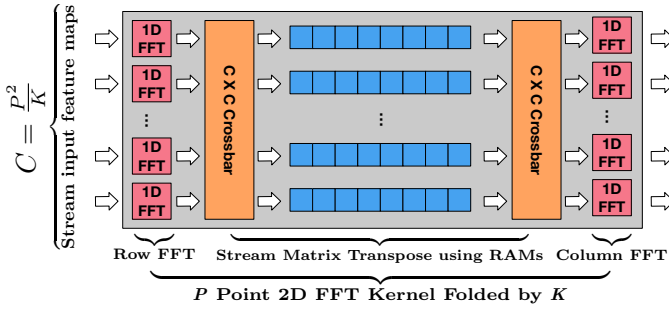 C = P²/K
Stream input feature maps
1D FFT
1D FFT
...
1D FFT
1D FFT
C X C Crossbar
...
C X C Crossbar
1D FFT
1D FFT
...
1D FFT
1D FFT
Row FFT
Stream Matrix Transpose using RAMs
Column FFT
P Point 2D FFT Kernel Folded by K